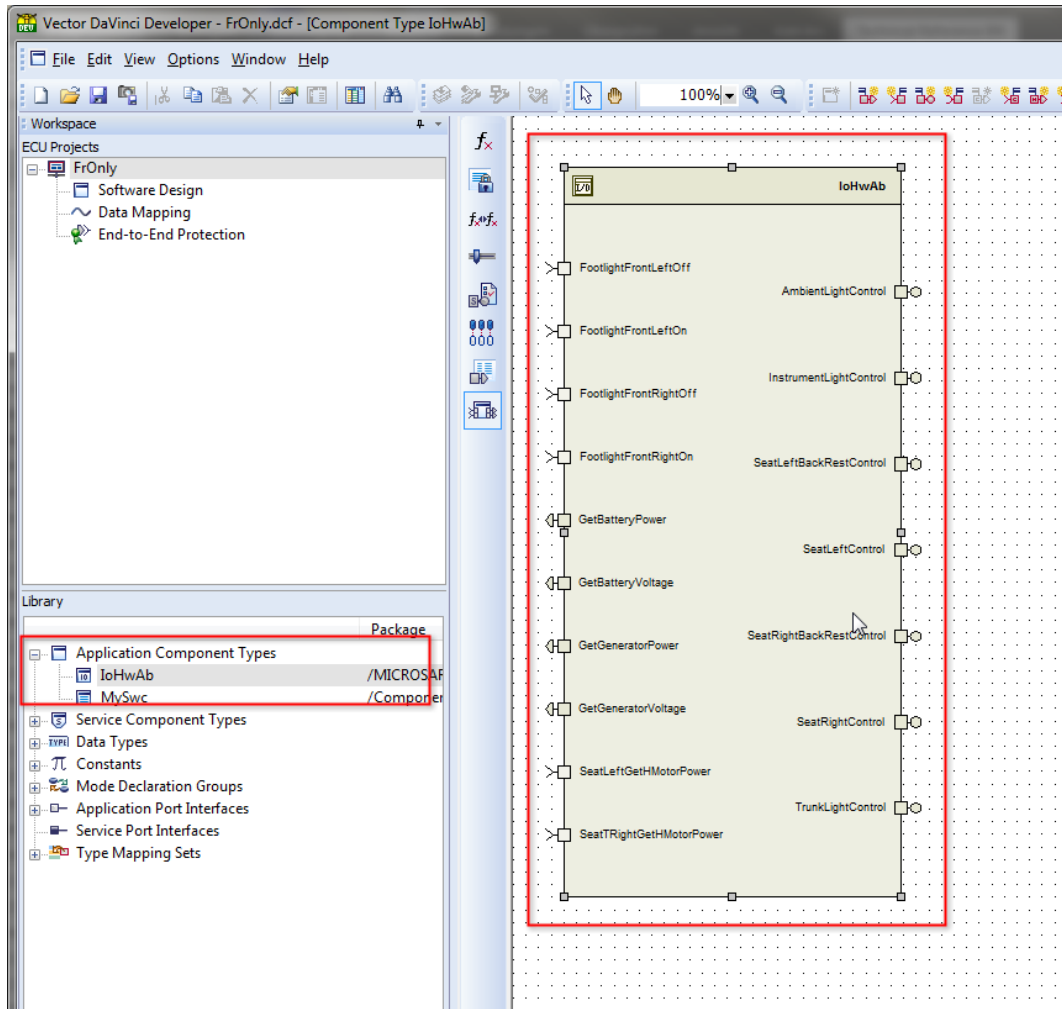 Vector DaVinci Developer - FrOnly.dcf - [Component Type IoHwAb]
File Edit View Options Window Help
100%
Workspace
ECU Projects
FrOnly
Software Design
Data Mapping
End-to-End Protection
Library
Package
Application Component Types
IoHwAb /MICROSAR
MySwc /Componen
Service Component Types
Data Types
Constants
Mode Declaration Groups
Application Port Interfaces
Service Port Interfaces
Type Mapping Sets
IoHwAb
FootlightFrontLeftOff
AmbientLightControl
FootlightFrontLeftOn
InstrumentLightControl
FootlightFrontRightOff
FootlightFrontRightOn
SeatLeftBackRestControl
GetBatteryPower
SeatLeftControl
GetBatteryVoltage
SeatRightBackRestControl
GetGeneratorPower
GetGeneratorVoltage
SeatRightControl
SeatLeftGetHMotorPower
TrunkLightControl
SeatTRightGetHMotorPower